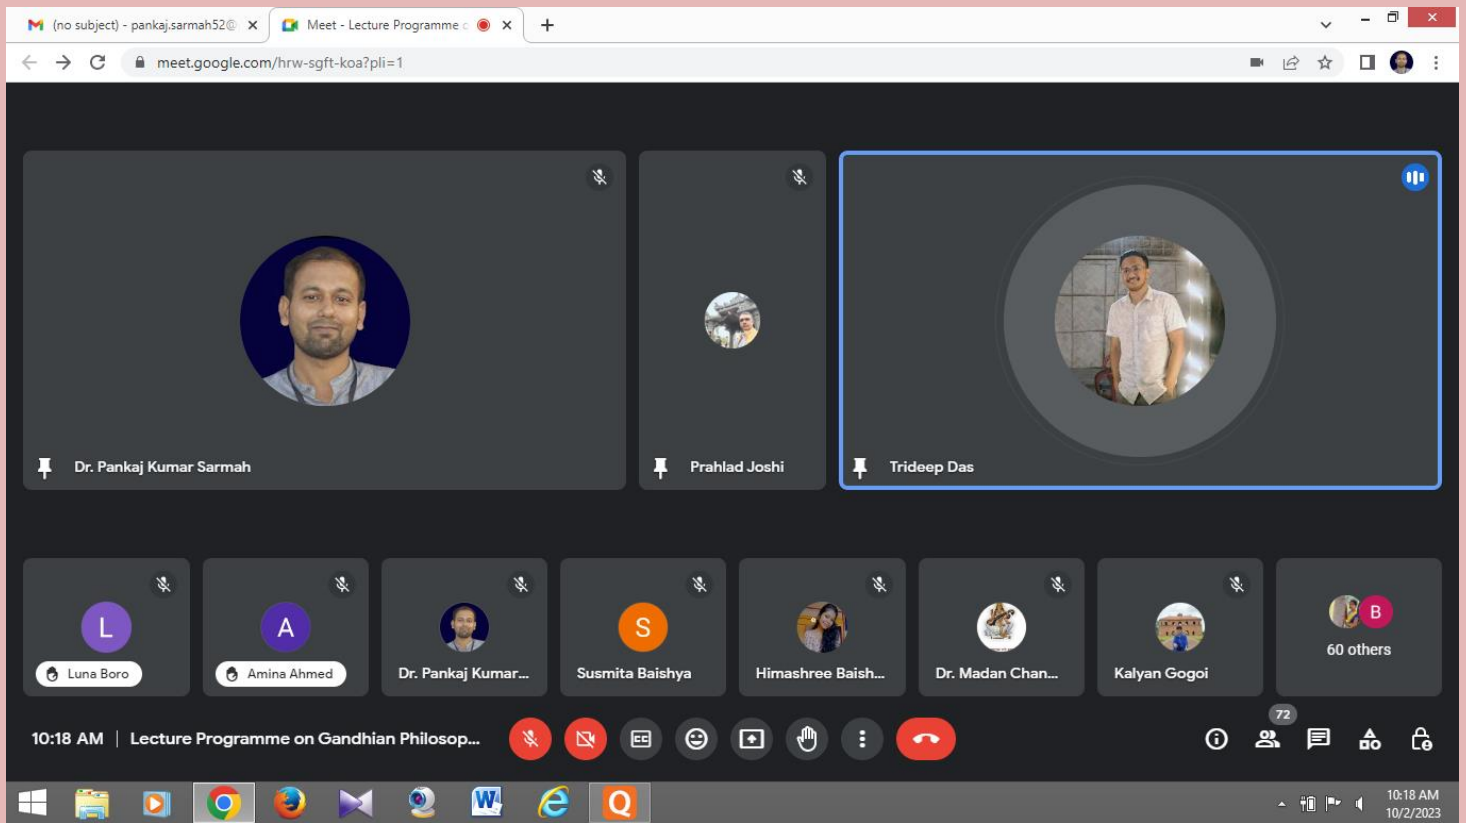 (no subject) - pankaj.sarmah52@
Meet - Lecture Programme o
meet.google.com/hrw-sgft-koa?pli=1
Dr. Pankaj Kumar Sarmah
Prahlad Joshi
Trideep Das
L
A
S
B
60 others
Luna Boro
Amina Ahmed
Dr. Pankaj Kumar...
Susmita Baishya
Himashree Baish...
Dr. Madan Chan...
Kalyan Gogoi
72
10:18 AM | Lecture Programme on Gandhian Philosop...
CC
W
Q
10:18 AM
10/2/2023